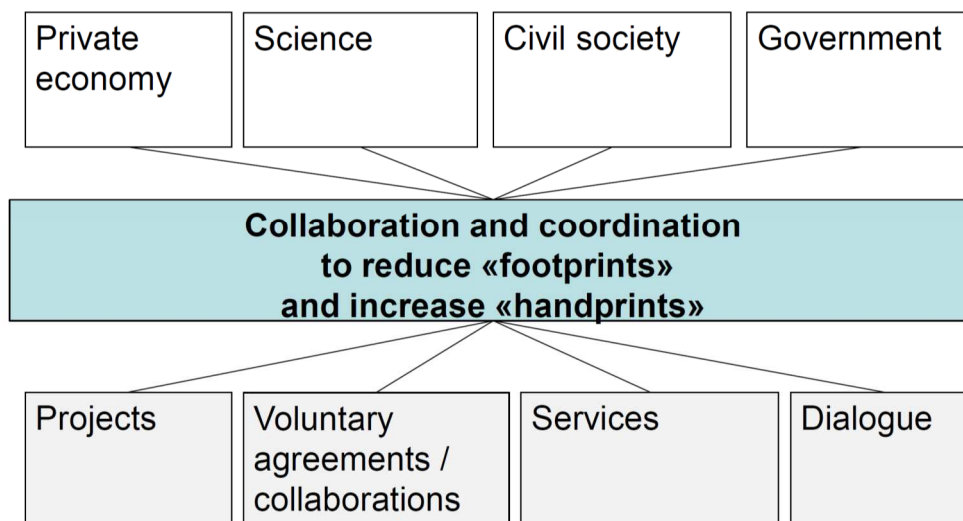 Private
economy
Science
Civil society
Government
Collaboration and coordination
to reduce «footprints»
and increase «handprints»
Projects
Voluntary
agreements /
collaborations
Services
Dialogue